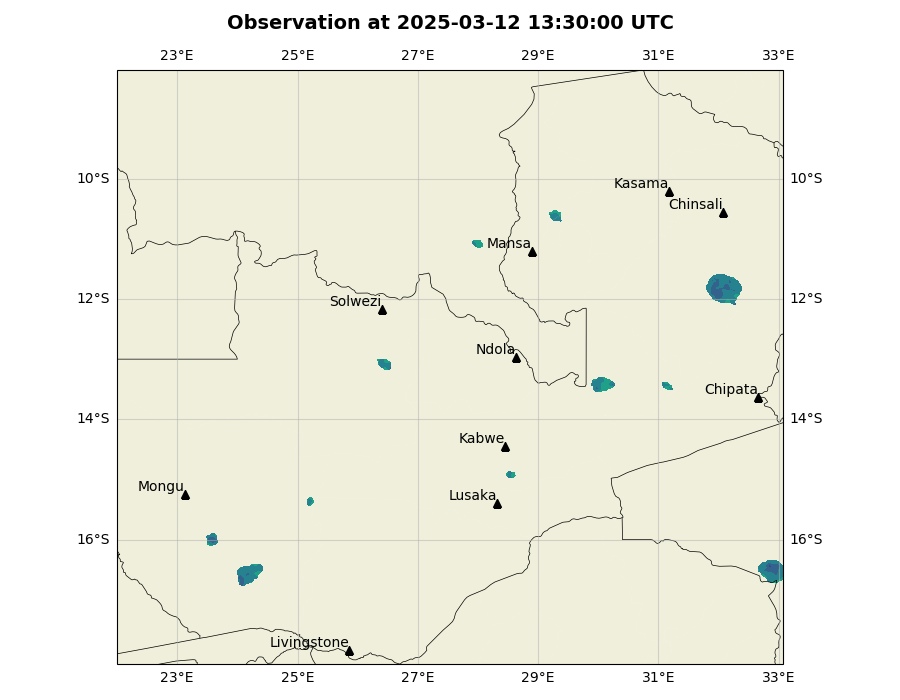 Observation at 2025-03-12 13:30:00 UTC
23°E 25°E 27°E 29°E 31°E 33°E
10°S 10°S
Kasama
Chinsali
Mansa
12°S 12°S
Solwezi
Ndola
Chipata
14°S 14°S
Kabwe
Mongu
Lusaka
16°S 16°S
Livingstone
23°E 25°E 27°E 29°E 31°E 33°E